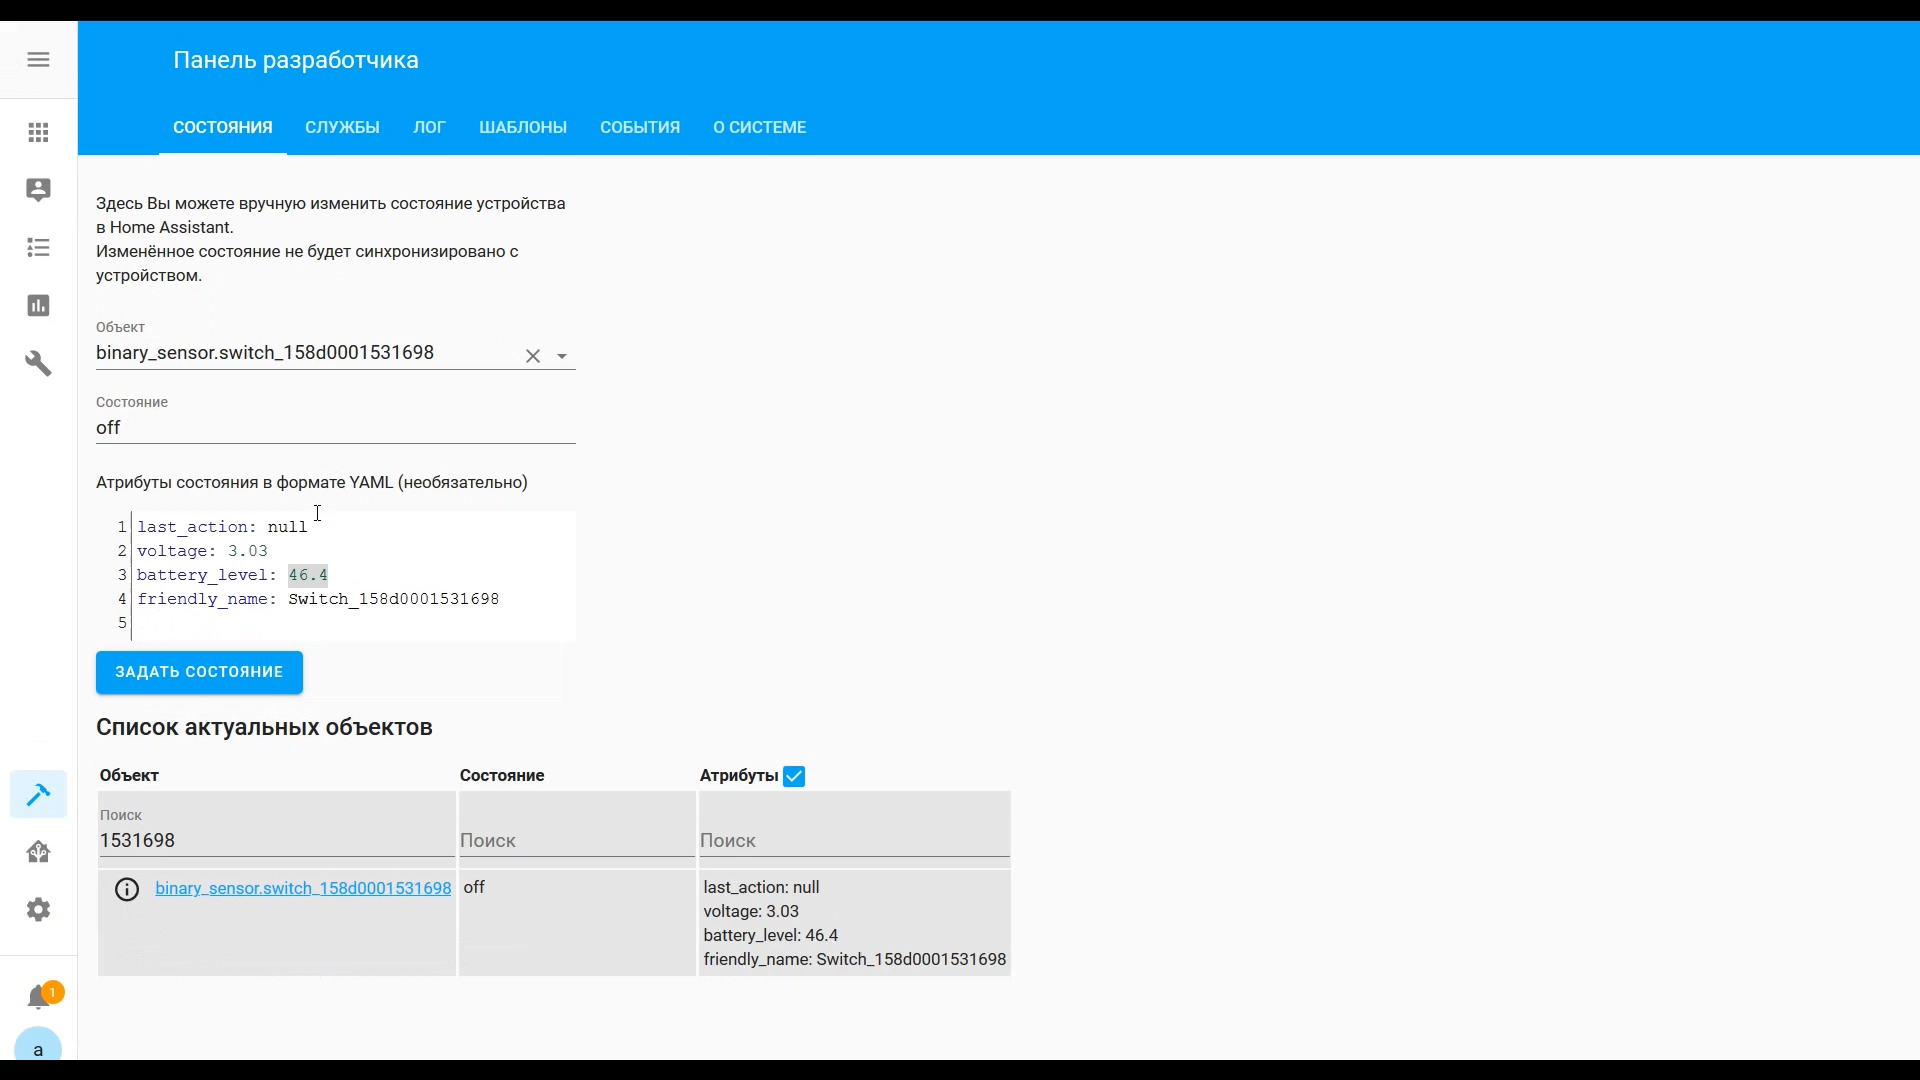 Панель разработчика
СОСТОЯНИЯ СЛУЖБЫ ЛОГ ШАБЛОНЫ СОБЫТИЯ О СИСТЕМЕ
Здесь Вы можете вручную изменить состояние устройства
в Home Assistant.
Изменённое состояние не будет синхронизировано с
устройством.
Объект
binary_sensor.switch_158d0001531698
Состояние
off
Атрибуты состояния в формате YAML (необязательно)
1 last_action: null
2 voltage: 3.03
3 battery_level: 46.4
4 friendly_name: Switch_158d0001531698
5
ЗАДАТЬ СОСТОЯНИЕ
Список актуальных объектов
Объект Состояние Атрибуты
Поиск
1531698 Поиск Поиск
binary_sensor.switch_158d0001531698 off last_action: null
voltage: 3.03
battery_level: 46.4
friendly_name: Switch_158d0001531698
1
a